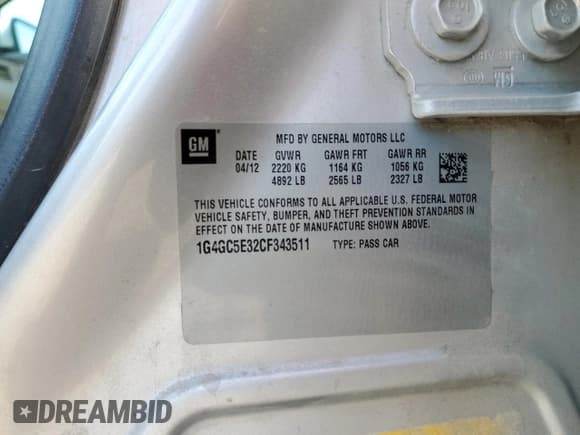 GM
MFD BY GENERAL MOTORS LLC
DATE GVWR GAWR FRT GAWR RR
04/12 2220 KG 1164 KG 1056 KG
4892 LB 2565 LB 2327 LB
THIS VEHICLE CONFORMS TO ALL APPLICABLE U.S. FEDERAL MOTOR
VEHICLE SAFETY, BUMPER, AND THEFT PREVENTION STANDARDS IN
EFFECT ON THE DATE OF MANUFACTURE SHOWN ABOVE.
1G4GC5E32CF343511 TYPE: PASS CAR
DREAMBID